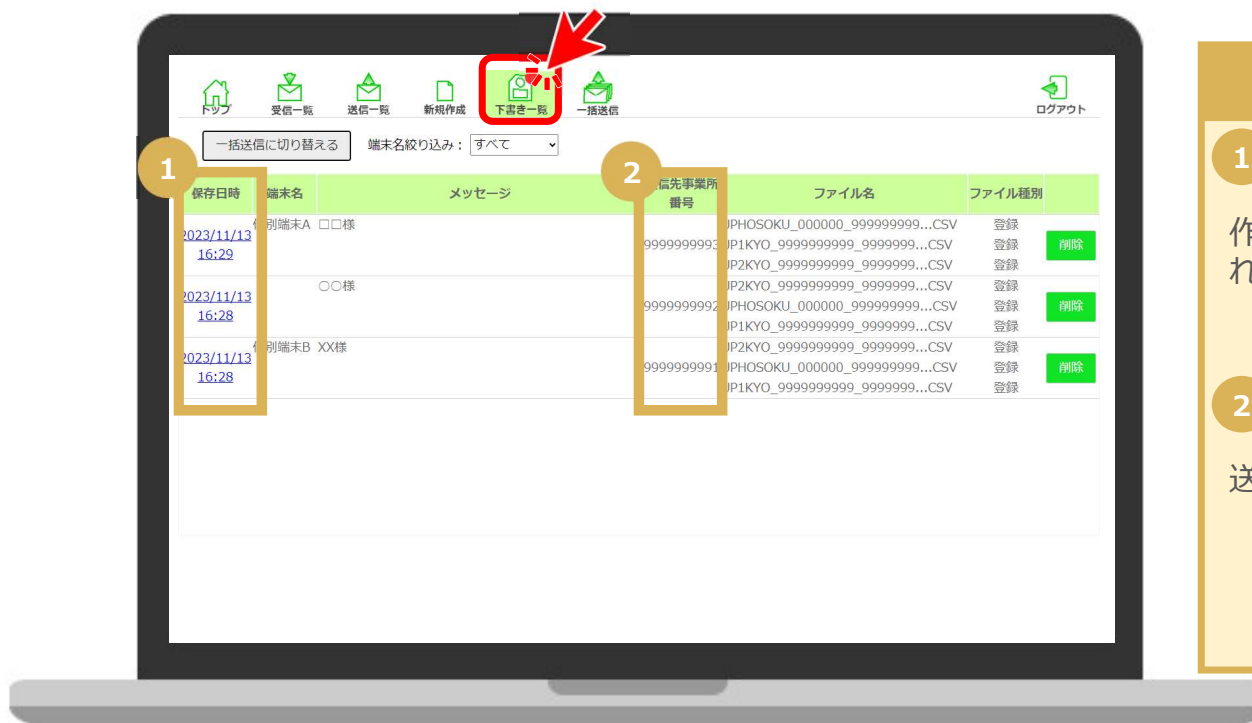 トップ 受信一覧 送信一覧 新規作成 下書き一覧 一括送信 ログアウト
一括送信に切り替える 端末名絞り込み: すべて
1
2
保存日時 端末名 メッセージ 信先事業所 ファイル名 ファイル種別
番号
2023/11/13 別端末A □□様 JPHOSOKU_000000_999999999...CSV 登録
16:29 9999999993 JP1KYO_9999999999_9999999...CSV 登録 削除
JP2KYO_9999999999_9999999...CSV 登録
2023/11/13 ○○様 JP2KYO_9999999999_9999999...CSV 登録
16:28 9999999992 JPHOSOKU_000000_999999999...CSV 登録 削除
JP1KYO_9999999999_9999999...CSV 登録
2023/11/13 別端末B XX様 JP2KYO_9999999999_9999999...CSV 登録
16:28 9999999991 JPHOSOKU_000000_999999999...CSV 登録 削除
JP1KYO_9999999999_9999999...CSV 登録
1
作
れ
2
送